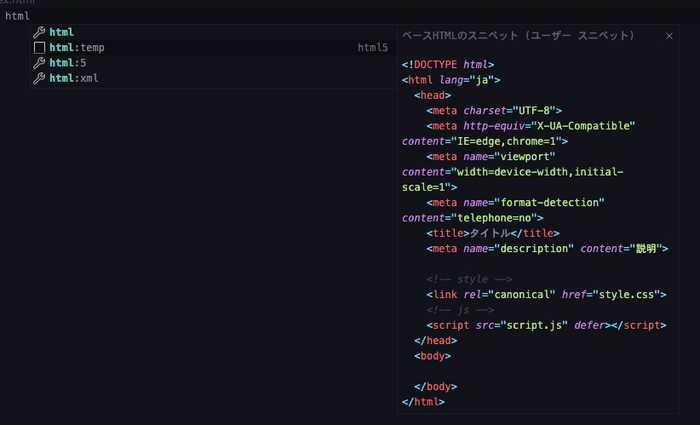 html
html
html:temp html5
html:5
html:xml
ベースHTMLのスニペット (ユーザー スニペット)
<!DOCTYPE html>
<html lang="ja">
<head>
<meta charset="UTF-8">
<meta http-equiv="X-UA-Compatible"
content="IE=edge,chrome=1">
<meta name="viewport"
content="width=device-width,initial-
scale=1">
<meta name="format-detection"
content="telephone=no">
<title>タイトル</title>
<meta name="description" content="説明">
<!-- style -->
<link rel="canonical" href="style.css">
<!-- js -->
<script src="script.js" defer></script>
</head>
<body>
</body>
</html>